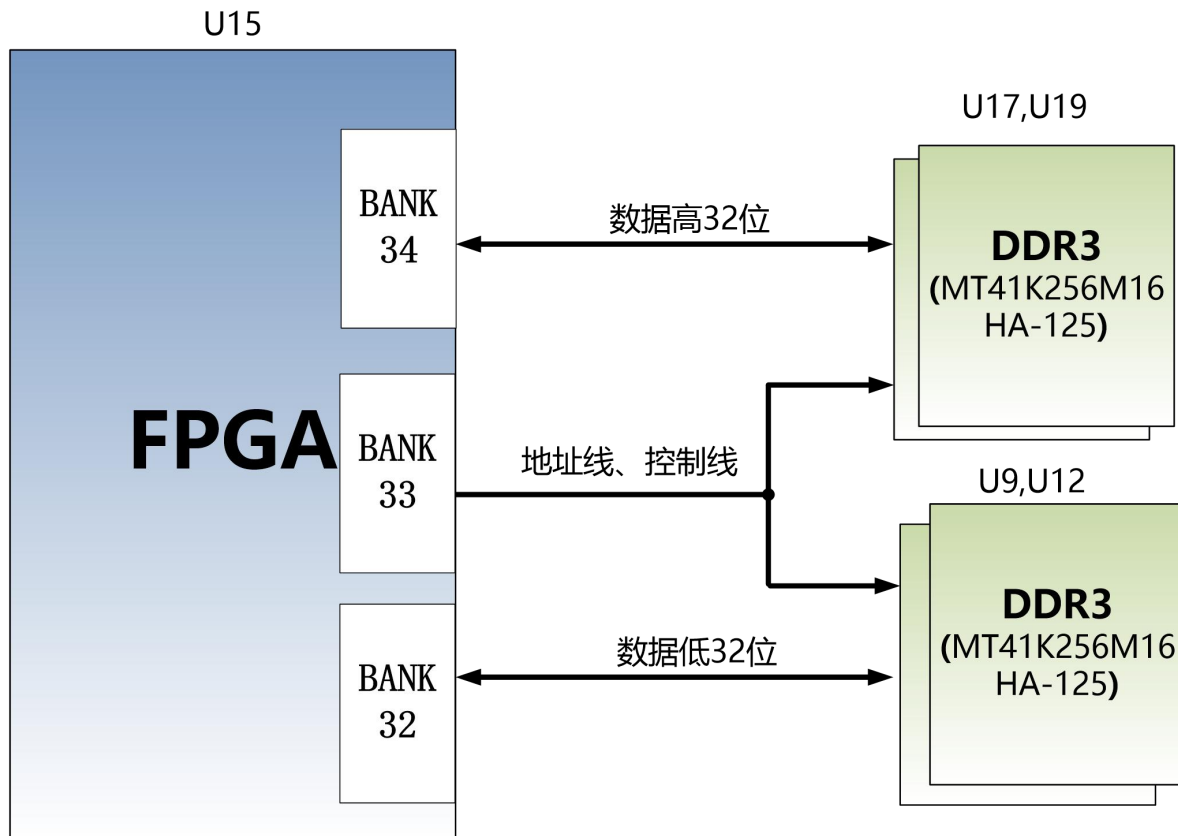 U15
U17,U19
BANK
34
数据高32位
DDR3
(MT41K256M16
HA-125)
FPGA
BANK
33
地址线、控制线
U9,U12
BANK
32
数据低32位
DDR3
(MT41K256M16
HA-125)